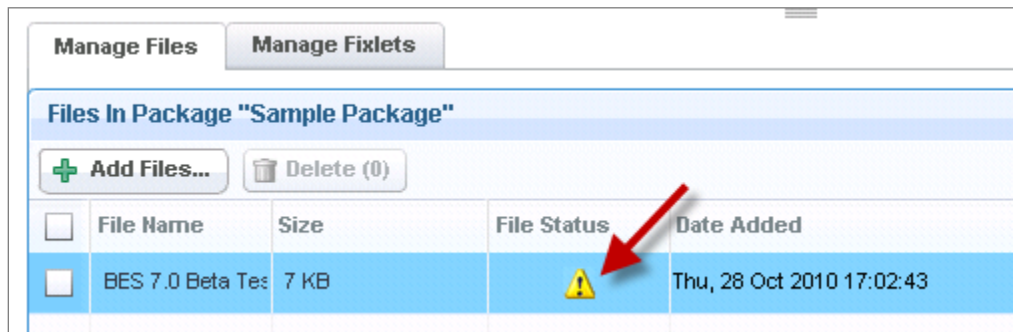 Manage Files Manage Fixlets
Files In Package "Sample Package"
Add Files... Delete (0)
File Name Size File Status Date Added
BES 7.0 Beta Tes 7 KB Thu, 28 Oct 2010 17:02:43